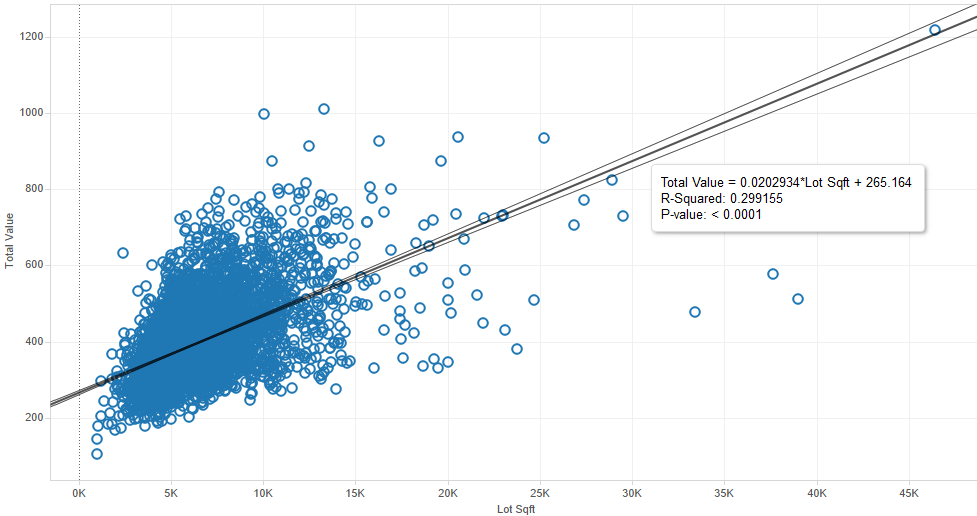 1200
1000
800
600
400
200
Total Value
Total Value = 0.0202934*Lot Sqft + 265.164
R-Squared: 0.299155
P-value: < 0.0001
0K 5K 10K 15K 20K 25K 30K 35K 40K 45K
Lot Sqft